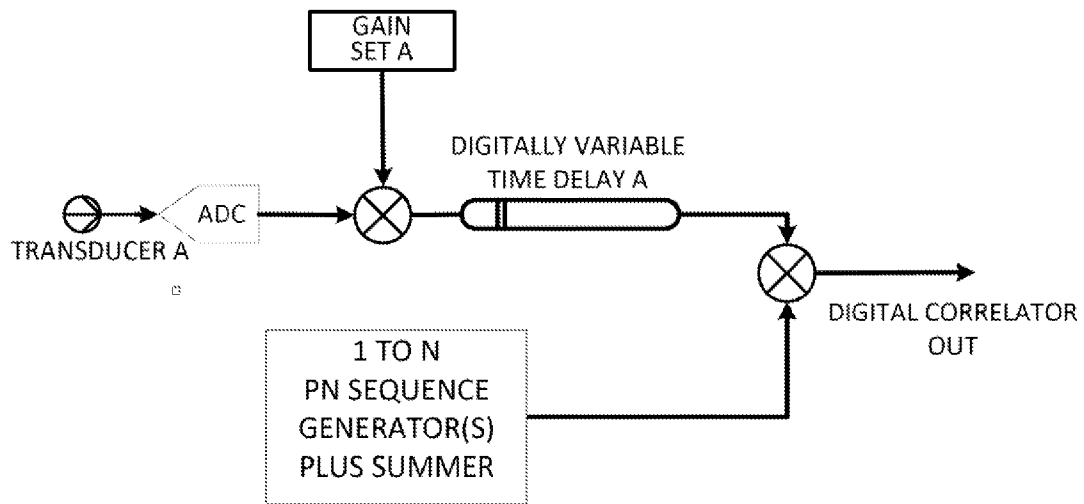 GAIN
SET A
DIGITALLY VARIABLE
TIME DELAY A
ADC
TRANSDUCER A
DIGITAL CORRELATOR
OUT
1 TO N
PN SEQUENCE
GENERATOR(S)
PLUS SUMMER